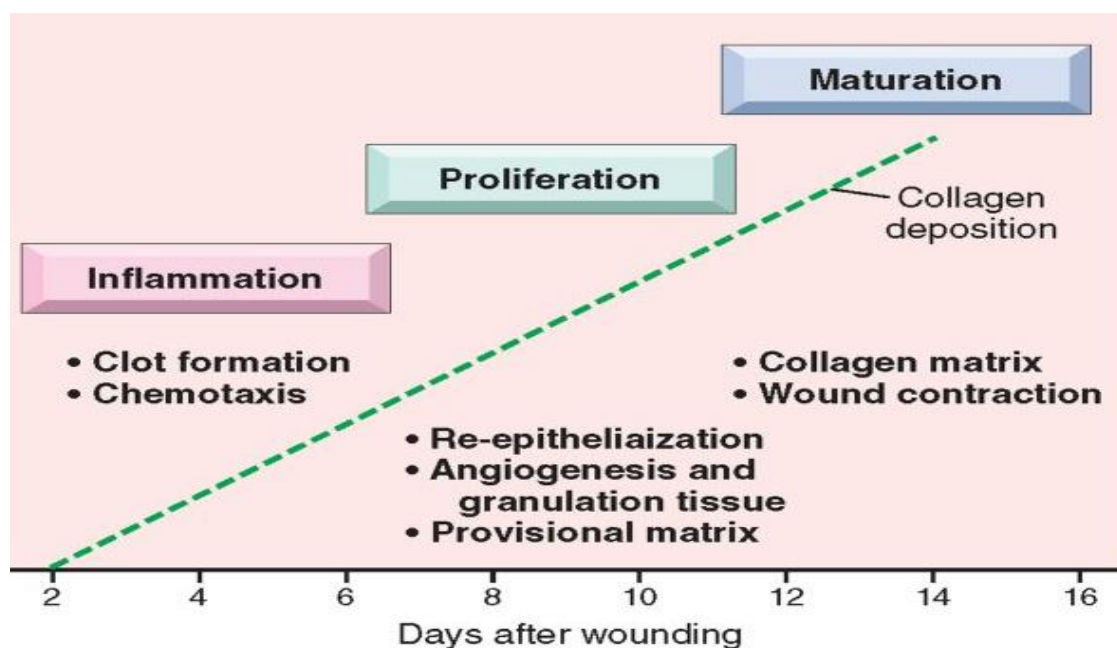 Maturation
Proliferation
Collagen
deposition
Inflammation
• Clot formation
• Chemotaxis
• Collagen matrix
• Wound contraction
• Re-epitheliaization
• Angiogenesis and
granulation tissue
• Provisional matrix
2 4 6 8 10 12 14 16
Days after wounding